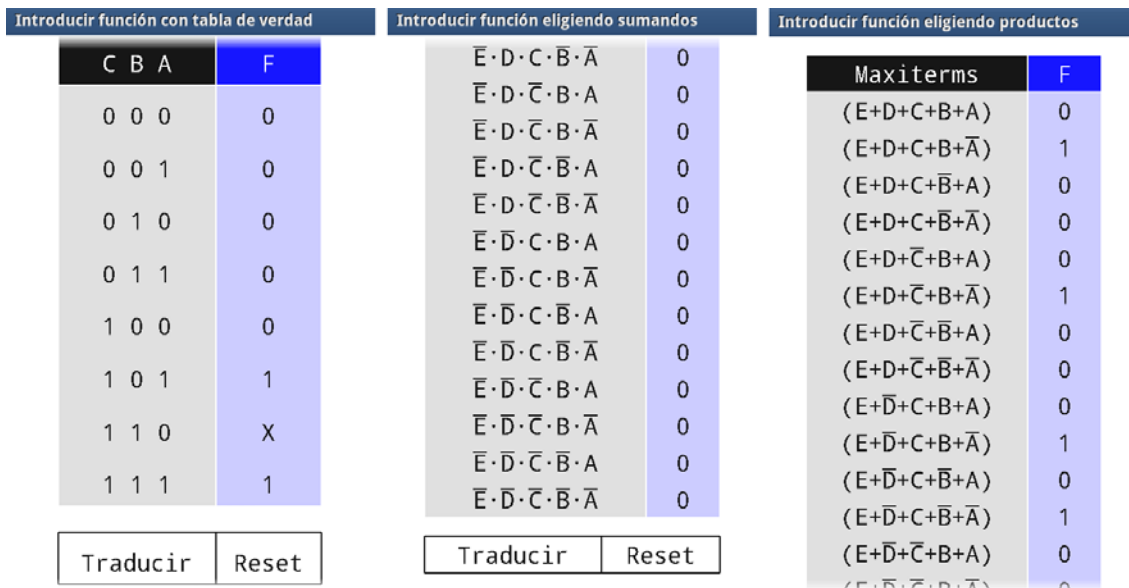 Introducir función con tabla de verdad
C B A F
0 0 0 0
0 0 1 0
0 1 0 0
0 1 1 0
1 0 0 0
1 0 1 1
1 1 0 X
1 1 1 1
Traducir Reset
Introducir función eligiendo sumandos
E̅·D·C·B̅·A̅ 0
E̅·D·C̅·B·A 0
E̅·D·C̅·B·A̅ 0
E̅·D·C̅·B̅·A 0
E̅·D·C̅·B̅·A̅ 0
E̅·D̅·C·B·A 0
E̅·D̅·C·B·A̅ 0
E̅·D̅·C·B̅·A 0
E̅·D̅·C·B̅·A̅ 0
E̅·D̅·C̅·B·A 0
E̅·D̅·C̅·B·A̅ 0
E̅·D̅·C̅·B̅·A 0
E̅·D̅·C̅·B̅·A̅ 0
Traducir Reset
Introducir función eligiendo productos
Maxiterms F
(E+D+C+B+A) 0
(E+D+C+B+A̅) 1
(E+D+C+B̅+A) 0
(E+D+C+B̅+A̅) 0
(E+D+C̅+B+A) 0
(E+D+C̅+B+A̅) 1
(E+D+C̅+B̅+A) 0
(E+D+C̅+B̅+A̅) 0
(E+D̅+C+B+A) 0
(E+D̅+C+B+A̅) 1
(E+D̅+C+B̅+A) 0
(E+D̅+C+B̅+A̅) 1
(E+D̅+C̅+B+A) 0